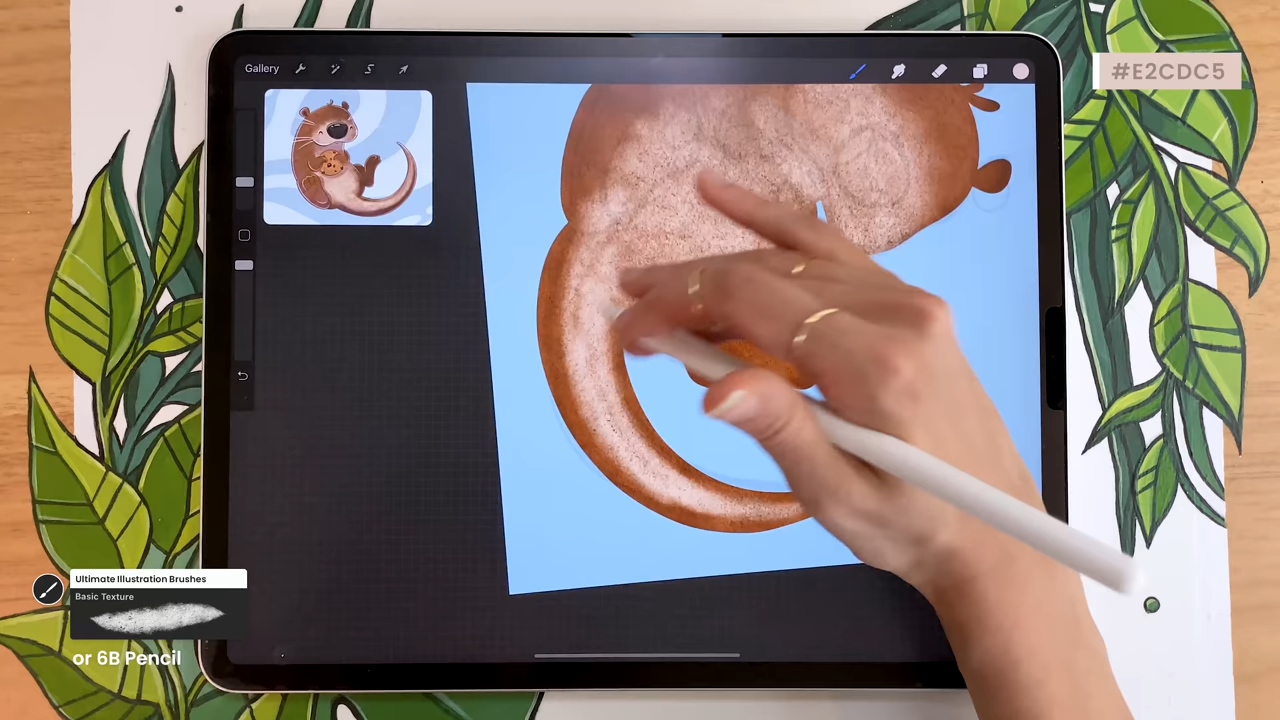 Gallery
#E2CDC5
Ultimate Illustration Brushes
Basic Texture
or 6B Pencil